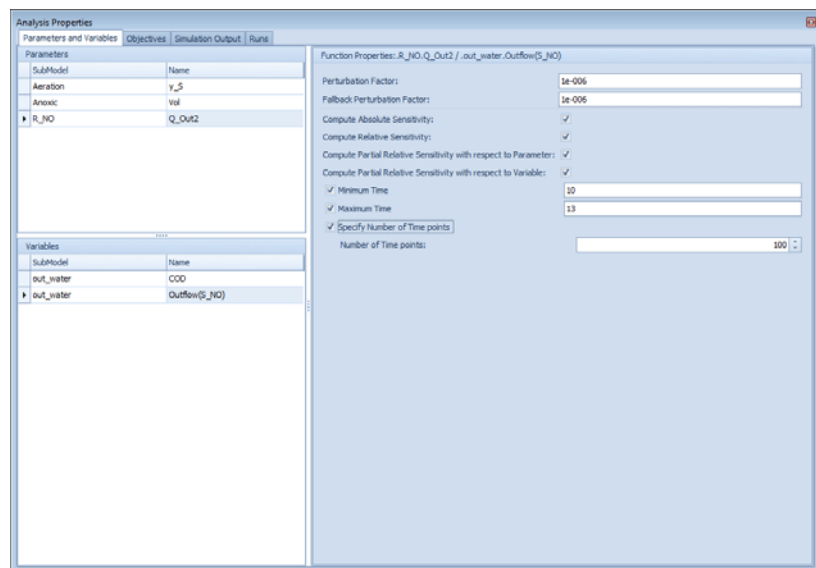 Analysis Properties
Parameters and Variables Objectives Simulation Output Runs
Parameters
SubModel Name
Aeration y_S
Anoxic Vol
R_NO Q_Out2
Variables
SubModel Name
out_water COD
out_water Outflow(S_NO)
Function Properties:.R_NO.Q_Out2 / .out_water.Outflow(S_NO)
Perturbation Factor: 1e-006
Fallback Perturbation Factor: 1e-006
Compute Absolute Sensitivity:
Compute Relative Sensitivity:
Compute Partial Relative Sensitivity with respect to Parameter:
Compute Partial Relative Sensitivity with respect to Variable:
Minimum Time 10
Maximum Time 13
Specify Number of Time points
Number of Time points: 100